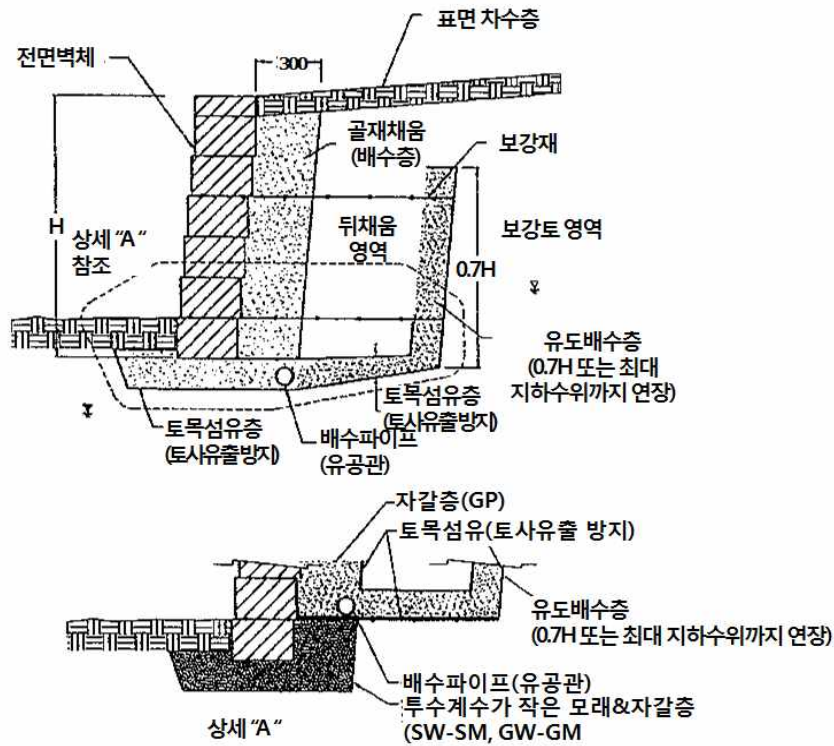 표면 차수층
전면벽체
300
골재채움
(배수층)
보강재
H
상세 "A"
참조
뒤채움
영역
보강토 영역
0.7H
유도배수층
(0.7H 또는 최대
지하수위까지 연장)
토목섬유층
(토사유출방지)
토목섬유층
(토사유출방지)
배수파이프
(유공관)
자갈층(GP)
토목섬유(토사유출 방지)
유도배수층
(0.7H 또는 최대 지하수위까지 연장)
배수파이프(유공관)
투수계수가 작은 모래&자갈층
(SW-SM, GW-GM
상세 "A"